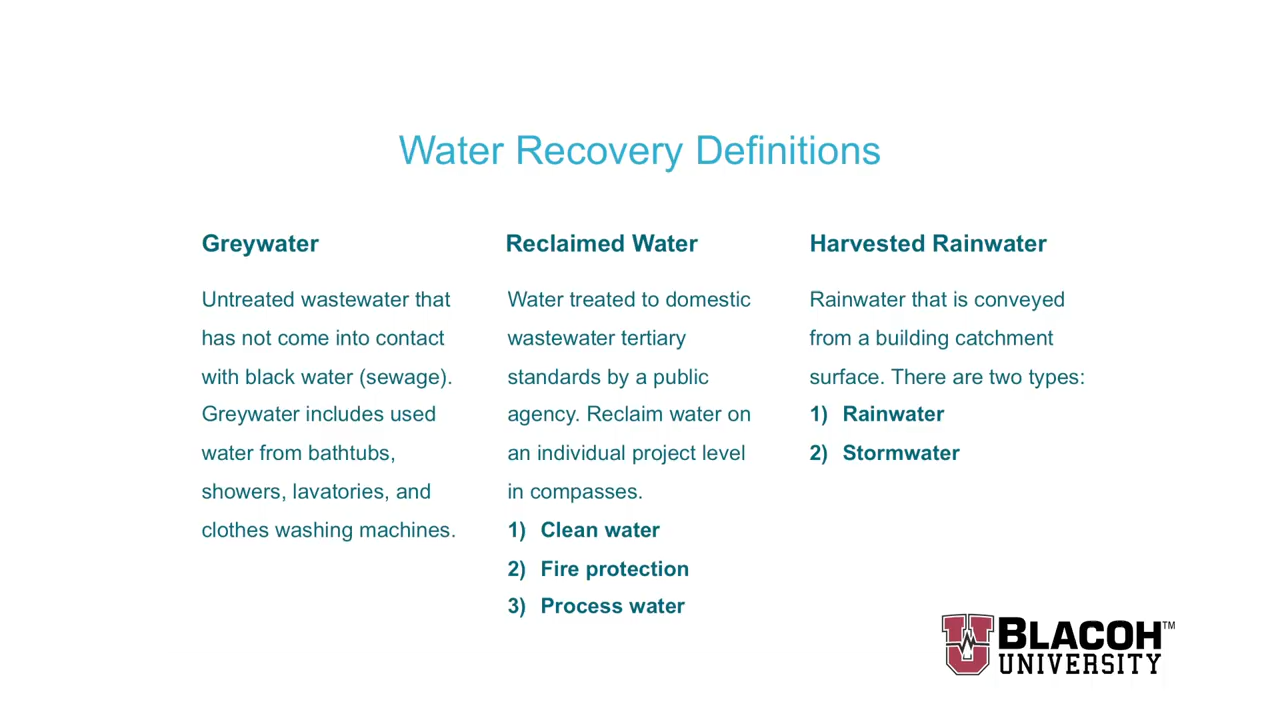 Water Recovery Definitions
Greywater
Untreated wastewater that
has not come into contact
with black water (sewage).
Greywater includes used
water from bathtubs,
showers, lavatories, and
clothes washing machines.
Reclaimed Water
Water treated to domestic
wastewater tertiary
standards by a public
agency. Reclaim water on
an individual project level
in compasses.
1) Clean water
2) Fire protection
3) Process water
Harvested Rainwater
Rainwater that is conveyed
from a building catchment
surface. There are two types:
1) Rainwater
2) Stormwater
U BLACOH™
UNIVERSITY